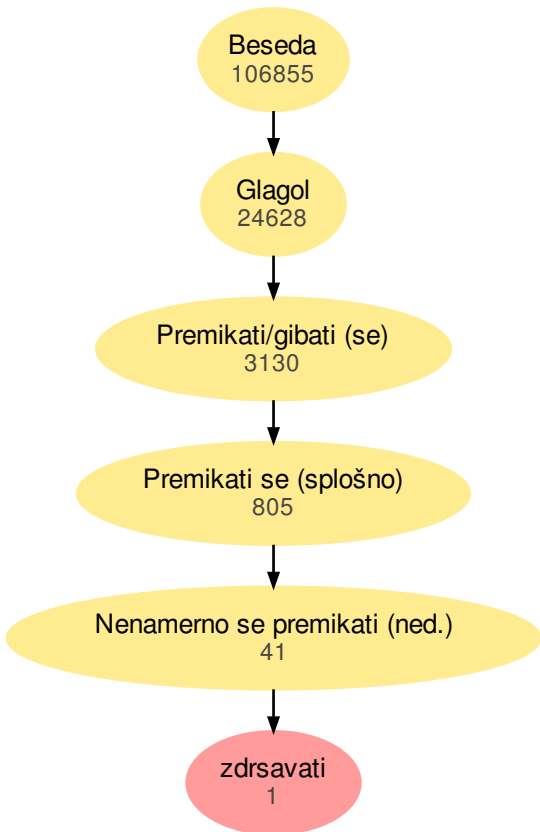 Beseda
106855
Glagol
24628
Premikati/gibati (se)
3130
Premikati se (splošno)
805
Nenamerno se premikati (ned.)
41
zdrsavati
1